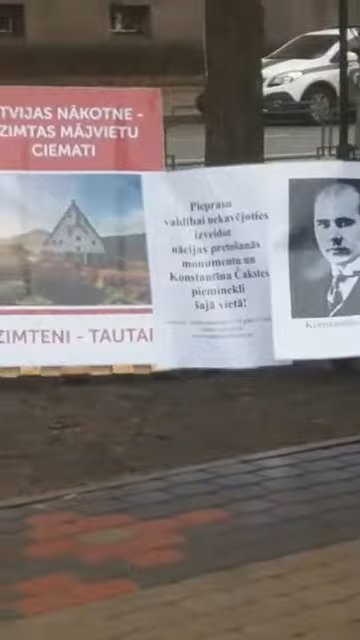 TVIJAS NĀKOTNE -
ZIMTAS MĀJVIETU
CIEMATI
ZIMTENI - TAUTAI
Pieprasu
valdībai nekavējoties
izveidot
nācijas pretošanās
monumentu un
Konstantīna Čakstes
pieminekli
šajā vietā!
Konstantīn